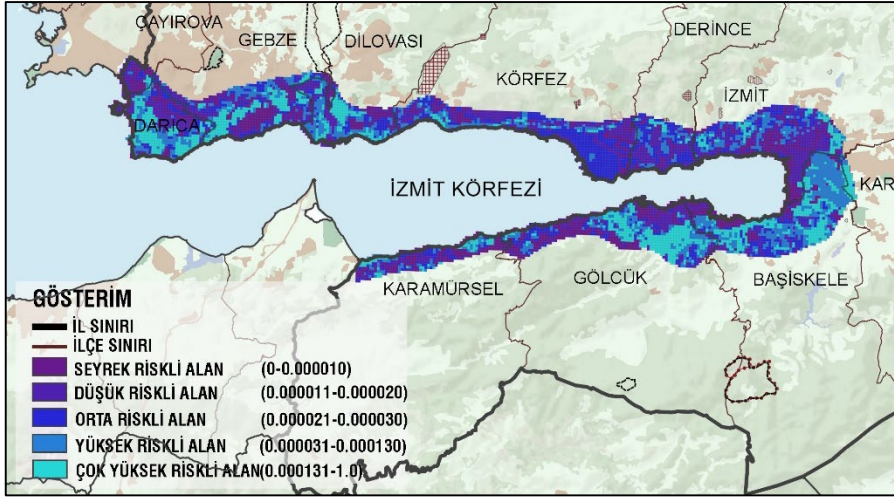 ÇAYIROVA
GEBZE
DİLOVASI
DERİNCE
KÖRFEZ
İZMİT
DARICA
İZMİT KÖRFEZİ
KAR
KARAMÜRSEL
GÖLCÜK
BAŞİSKELE
GÖSTERİM
İL SINIRI
İLÇE SINIRI
SEYREK RİSKLİ ALAN (0-0.000010)
DÜŞÜK RİSKLİ ALAN (0.000011-0.000020)
ORTA RİSKLİ ALAN (0.000021-0.000030)
YÜKSEK RİSKLİ ALAN (0.000031-0.000130)
ÇOK YÜKSEK RİSKLİ ALAN(0.000131-1.0)